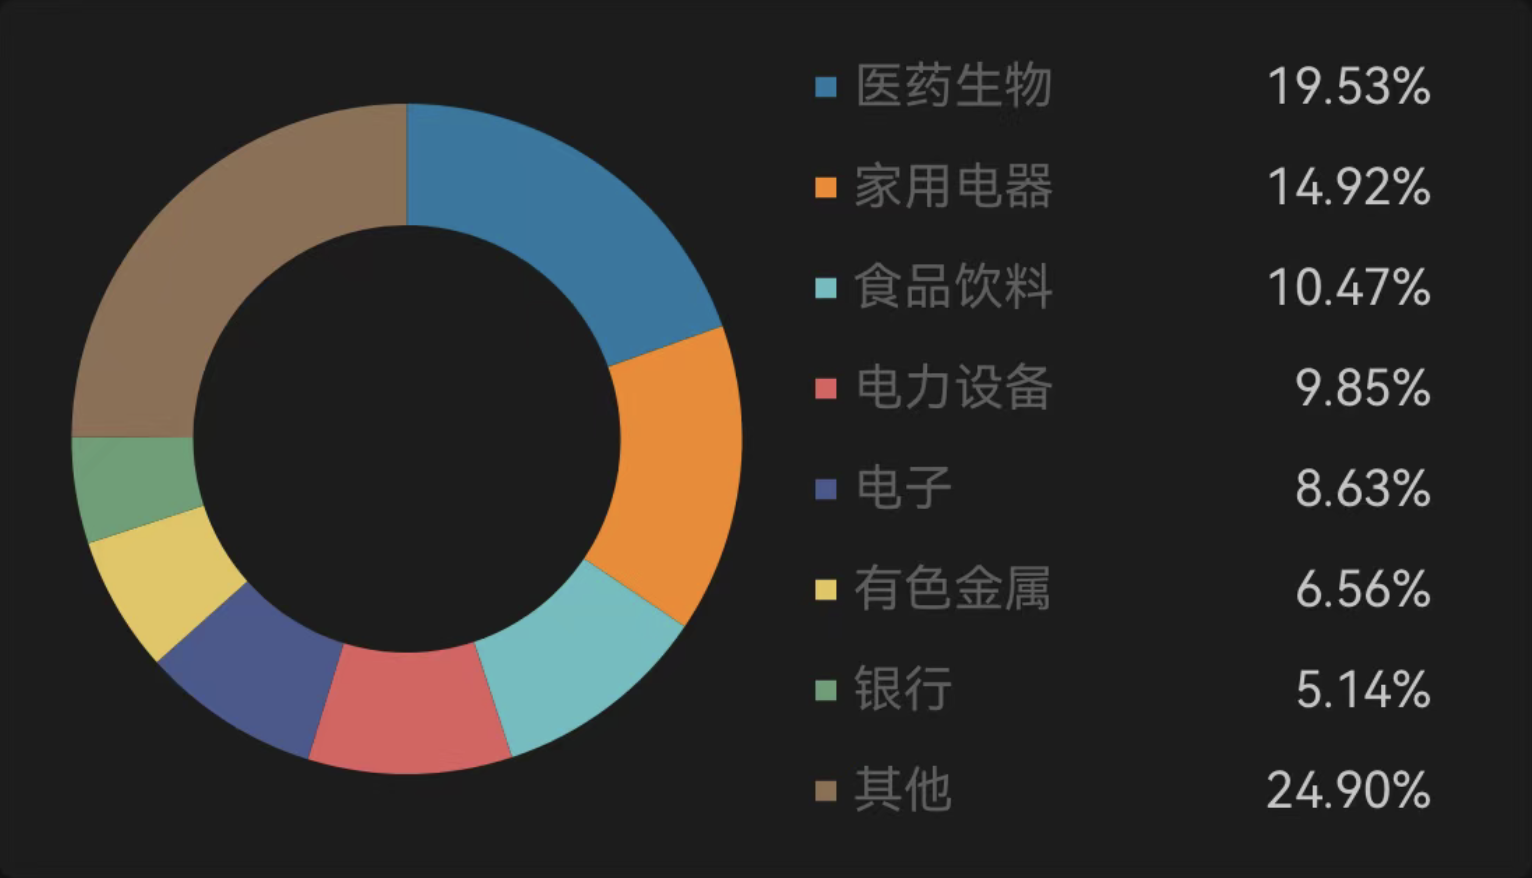 医药生物 19.53%
家用电器 14.92%
食品饮料 10.47%
电力设备 9.85%
电子 8.63%
有色金属 6.56%
银行 5.14%
其他 24.90%